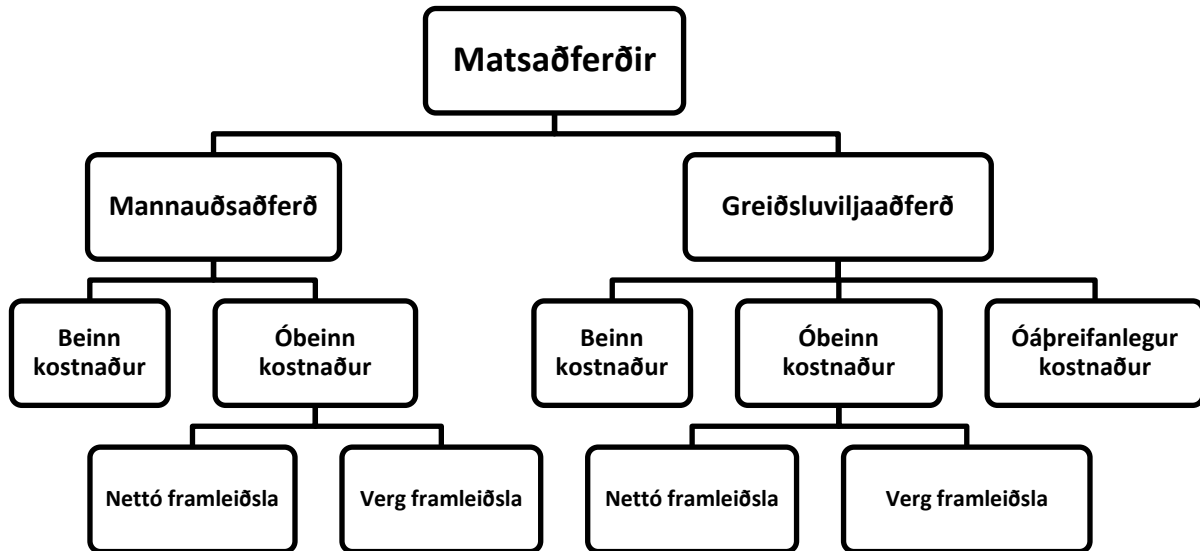 Matsaðferðir
Mannauðsaðferð
Greiðsluviljaaðferð
Beinn
kostnaður
Óbeinn
kostnaður
Beinn
kostnaður
Óbeinn
kostnaður
Óáþreifanlegur
kostnaður
Nettó framleiðsla
Verg framleiðsla
Nettó framleiðsla
Verg framleiðsla